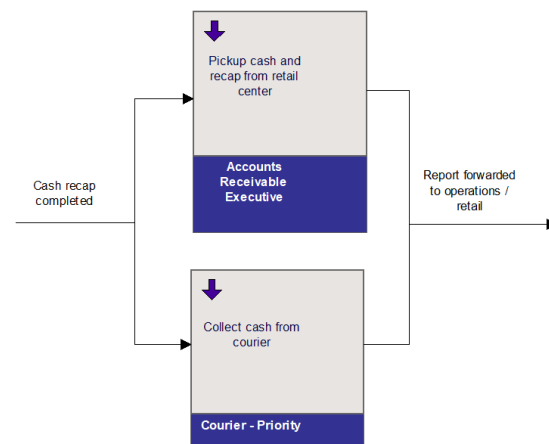 Pickup cash and
recap from retail
center
Accounts
Receivable
Executive
Cash recap
completed
Report forwarded
to operations /
retail
Collect cash from
courier
Courier - Priority